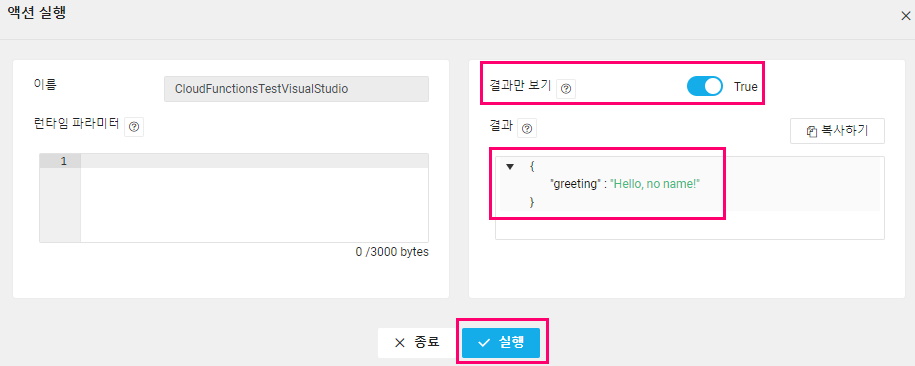 액션 실행
이름
CloudFunctionsTestVisualStudio
런타임 파라미터
1
0 /3000 bytes
결과만 보기
True
결과
복사하기
{
"greeting" : "Hello, no name!"
}
종료
실행